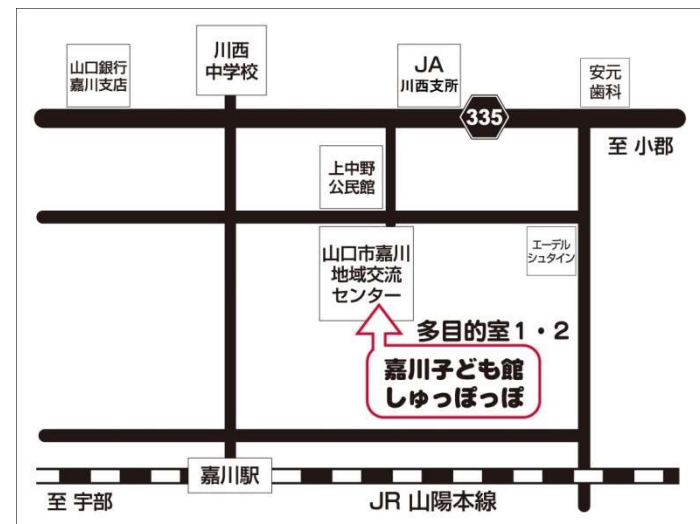 山口銀行
嘉川支店
川西
中学校
JA
川西支所
安元
歯科
335
至 小郡
上中野
公民館
山口市嘉川
地域交流
センター
エーデル
シュタイン
多目的室1・2
嘉川子ども館
しゅっぽっぽ
嘉川駅
至 宇部
JR 山陽本線